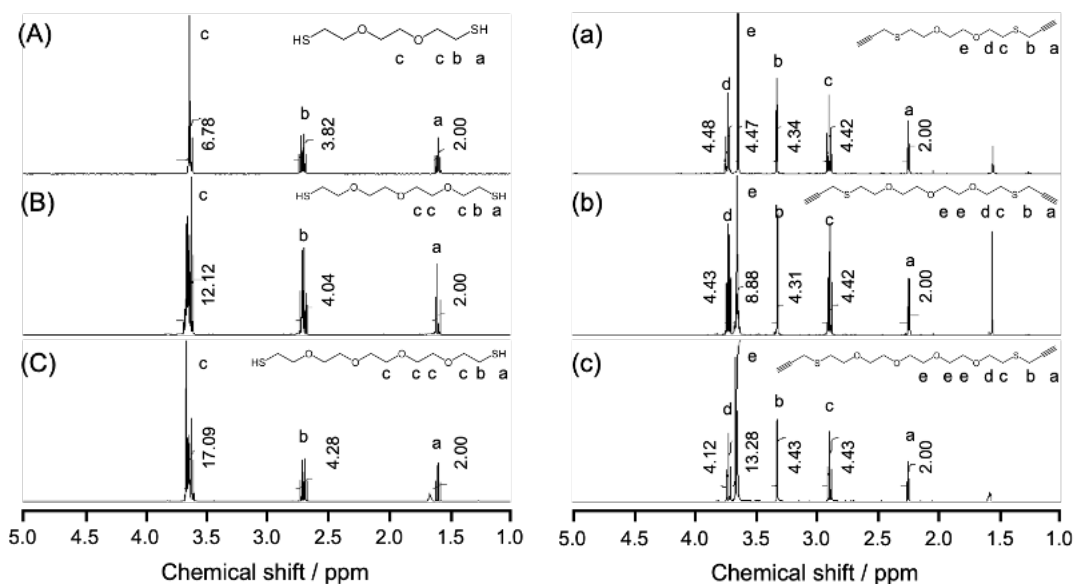 (A)
c
HS
O
O
SH
c c b a
b
a
6.78
3.82
2.00
(B)
c
HS
O
O
O
SH
c c c b a
b
a
12.12
4.04
2.00
(C)
c
HS
O
O
O
O
SH
c c c c b a
b
a
17.09
4.28
2.00
5.0 4.5 4.0 3.5 3.0 2.5 2.0 1.5 1.0
Chemical shift / ppm
(a)
e
S
O
O
S
e d c b a
d
b
c
a
4.48
4.47
4.34
4.42
2.00
(b)
e
S
O
O
O
S
e e d c b a
d
b
c
a
4.43
8.88
4.31
4.42
2.00
(c)
e
S
O
O
O
O
S
e e e d c b a
d
b
c
a
4.12
13.28
4.43
4.43
2.00
5.0 4.5 4.0 3.5 3.0 2.5 2.0 1.5 1.0
Chemical shift / ppm